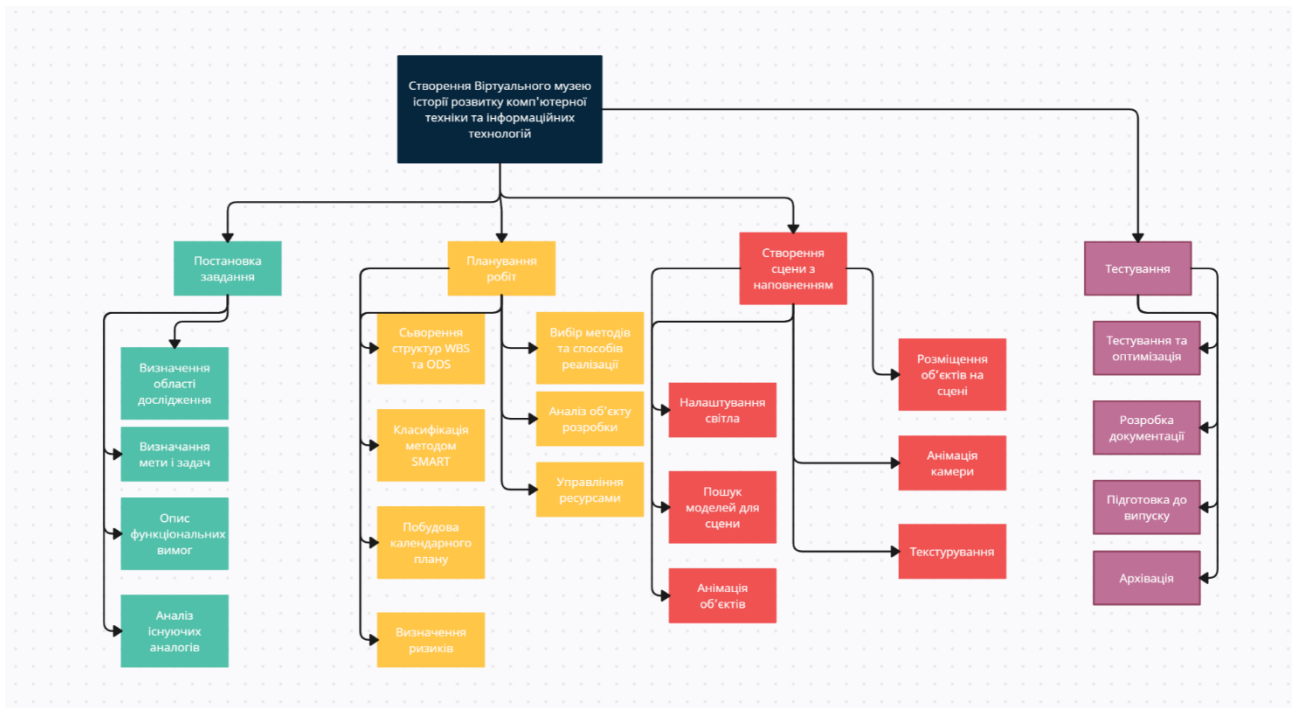 Створення Віртуального музею
історії розвитку комп'ютерної
техніки та інформаційних
технологій
Постановка
завдання
Визначення
області
дослідження
Визначання
мети і задач
Опис
функціональних
вимог
Аналіз
існуючих
аналогів
Планування
робіт
Сьворення
структур WBS
та ODS
Класифікація
методом
SMART
Побудова
календарного
плану
Визначення
ризиків
Вибір методів
та способів
реалізації
Аналіз об'єкту
розробки
Управління
ресурсами
Створення
сцени з
наповненням
Налаштування
світла
Пошук
моделей для
сцени
Анімація
об'єктів
Розміщення
об'єктів на
сцені
Анімація
камери
Текстурування
Тестування
Тестування та
оптимізація
Розробка
документації
Підготовка до
випуску
Архівація